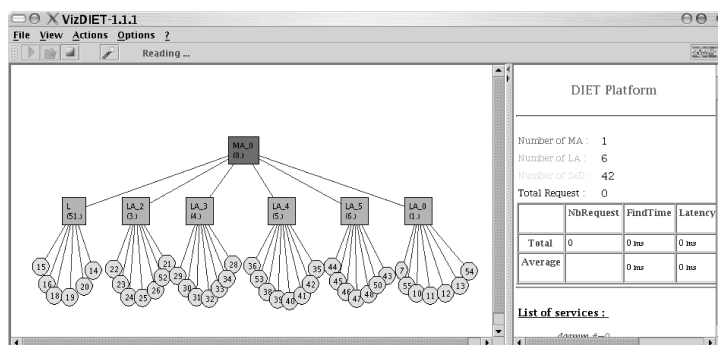 VizDIET-1.1.1
File View Actions Options ?
Reading ...
MA_0
(8.)
L
(51.)
LA_2
(3.)
LA_3
(4.)
LA_4
(5.)
LA_5
(6.)
LA_0
(1.)
15
16
18
19
20
14
22
23
24
25
26
52
21
29
30
31
32
33
34
28
36
53
38
39
40
41
42
35
44
45
46
47
48
50
43
7
55
10
11
12
13
54
DIET Platform
Number of MA : 1
Number of LA : 6
Number of SeD : 42
Total Request : 0
NbRequest FindTime Latency
Total 0 0 ms 0 ms
Average 0 ms 0 ms
List of services :